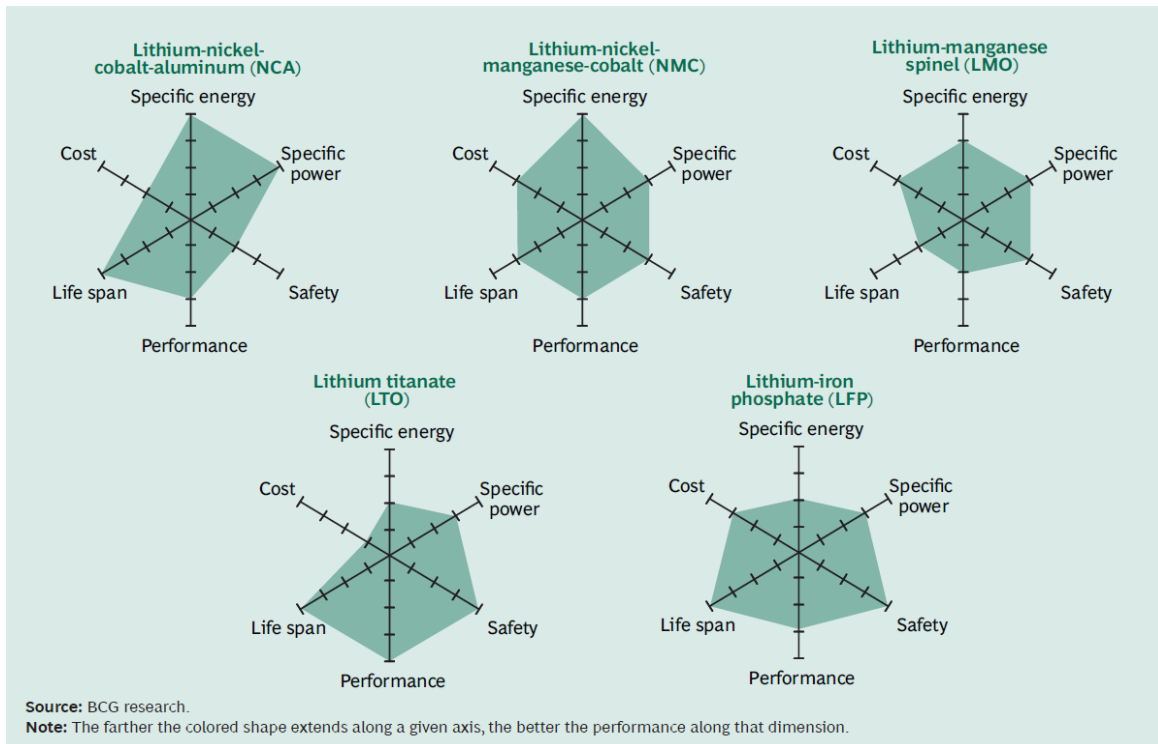 Lithium-nickel-
cobalt-aluminum (NCA)
Specific energy
Cost
Specific
power
Life span
Safety
Performance
Lithium-nickel-
manganese-cobalt (NMC)
Specific energy
Cost
Specific
power
Life span
Safety
Performance
Lithium-manganese
spinel (LMO)
Specific energy
Cost
Specific
power
Life span
Safety
Performance
Lithium titanate
(LTO)
Specific energy
Cost
Specific
power
Life span
Safety
Performance
Lithium-iron
phosphate (LFP)
Specific energy
Cost
Specific
power
Life span
Safety
Performance
Source: BCG research.
Note: The farther the colored shape extends along a given axis, the better the performance along that dimension.